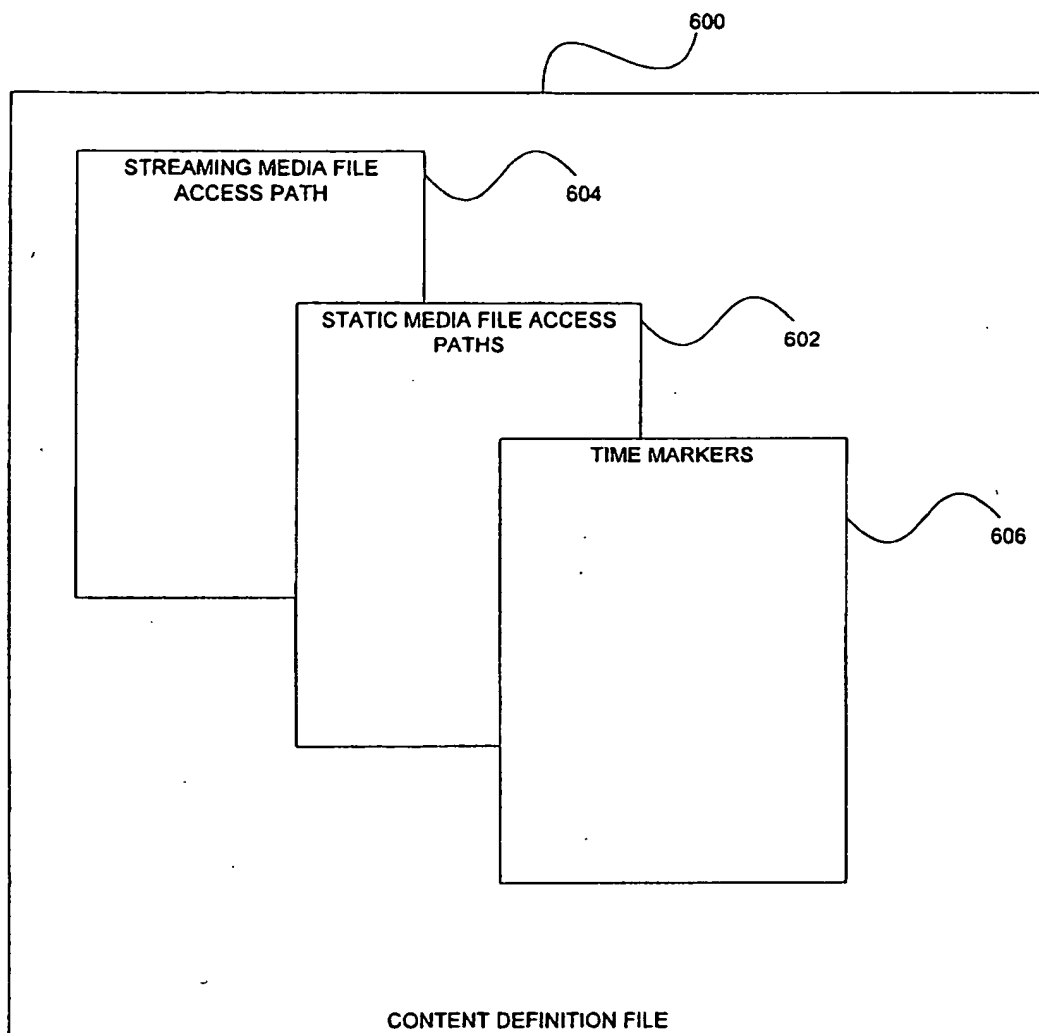 600
STREAMING MEDIA FILE
ACCESS PATH
604
STATIC MEDIA FILE ACCESS
PATHS
602
TIME MARKERS
606
CONTENT DEFINITION FILE